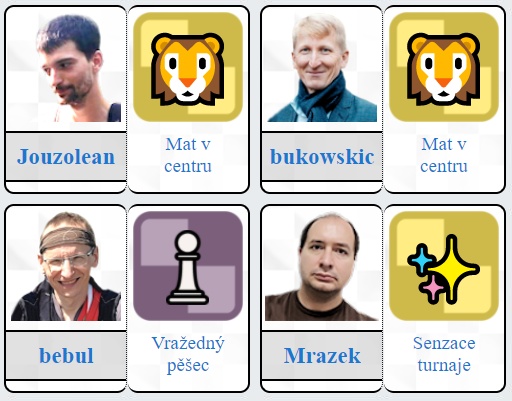 Jouzolean
Mat v
centru
bukowskic
Mat v
centru
bebul
Vražedný
pěšec
Mrazek
Senzace
turnaje